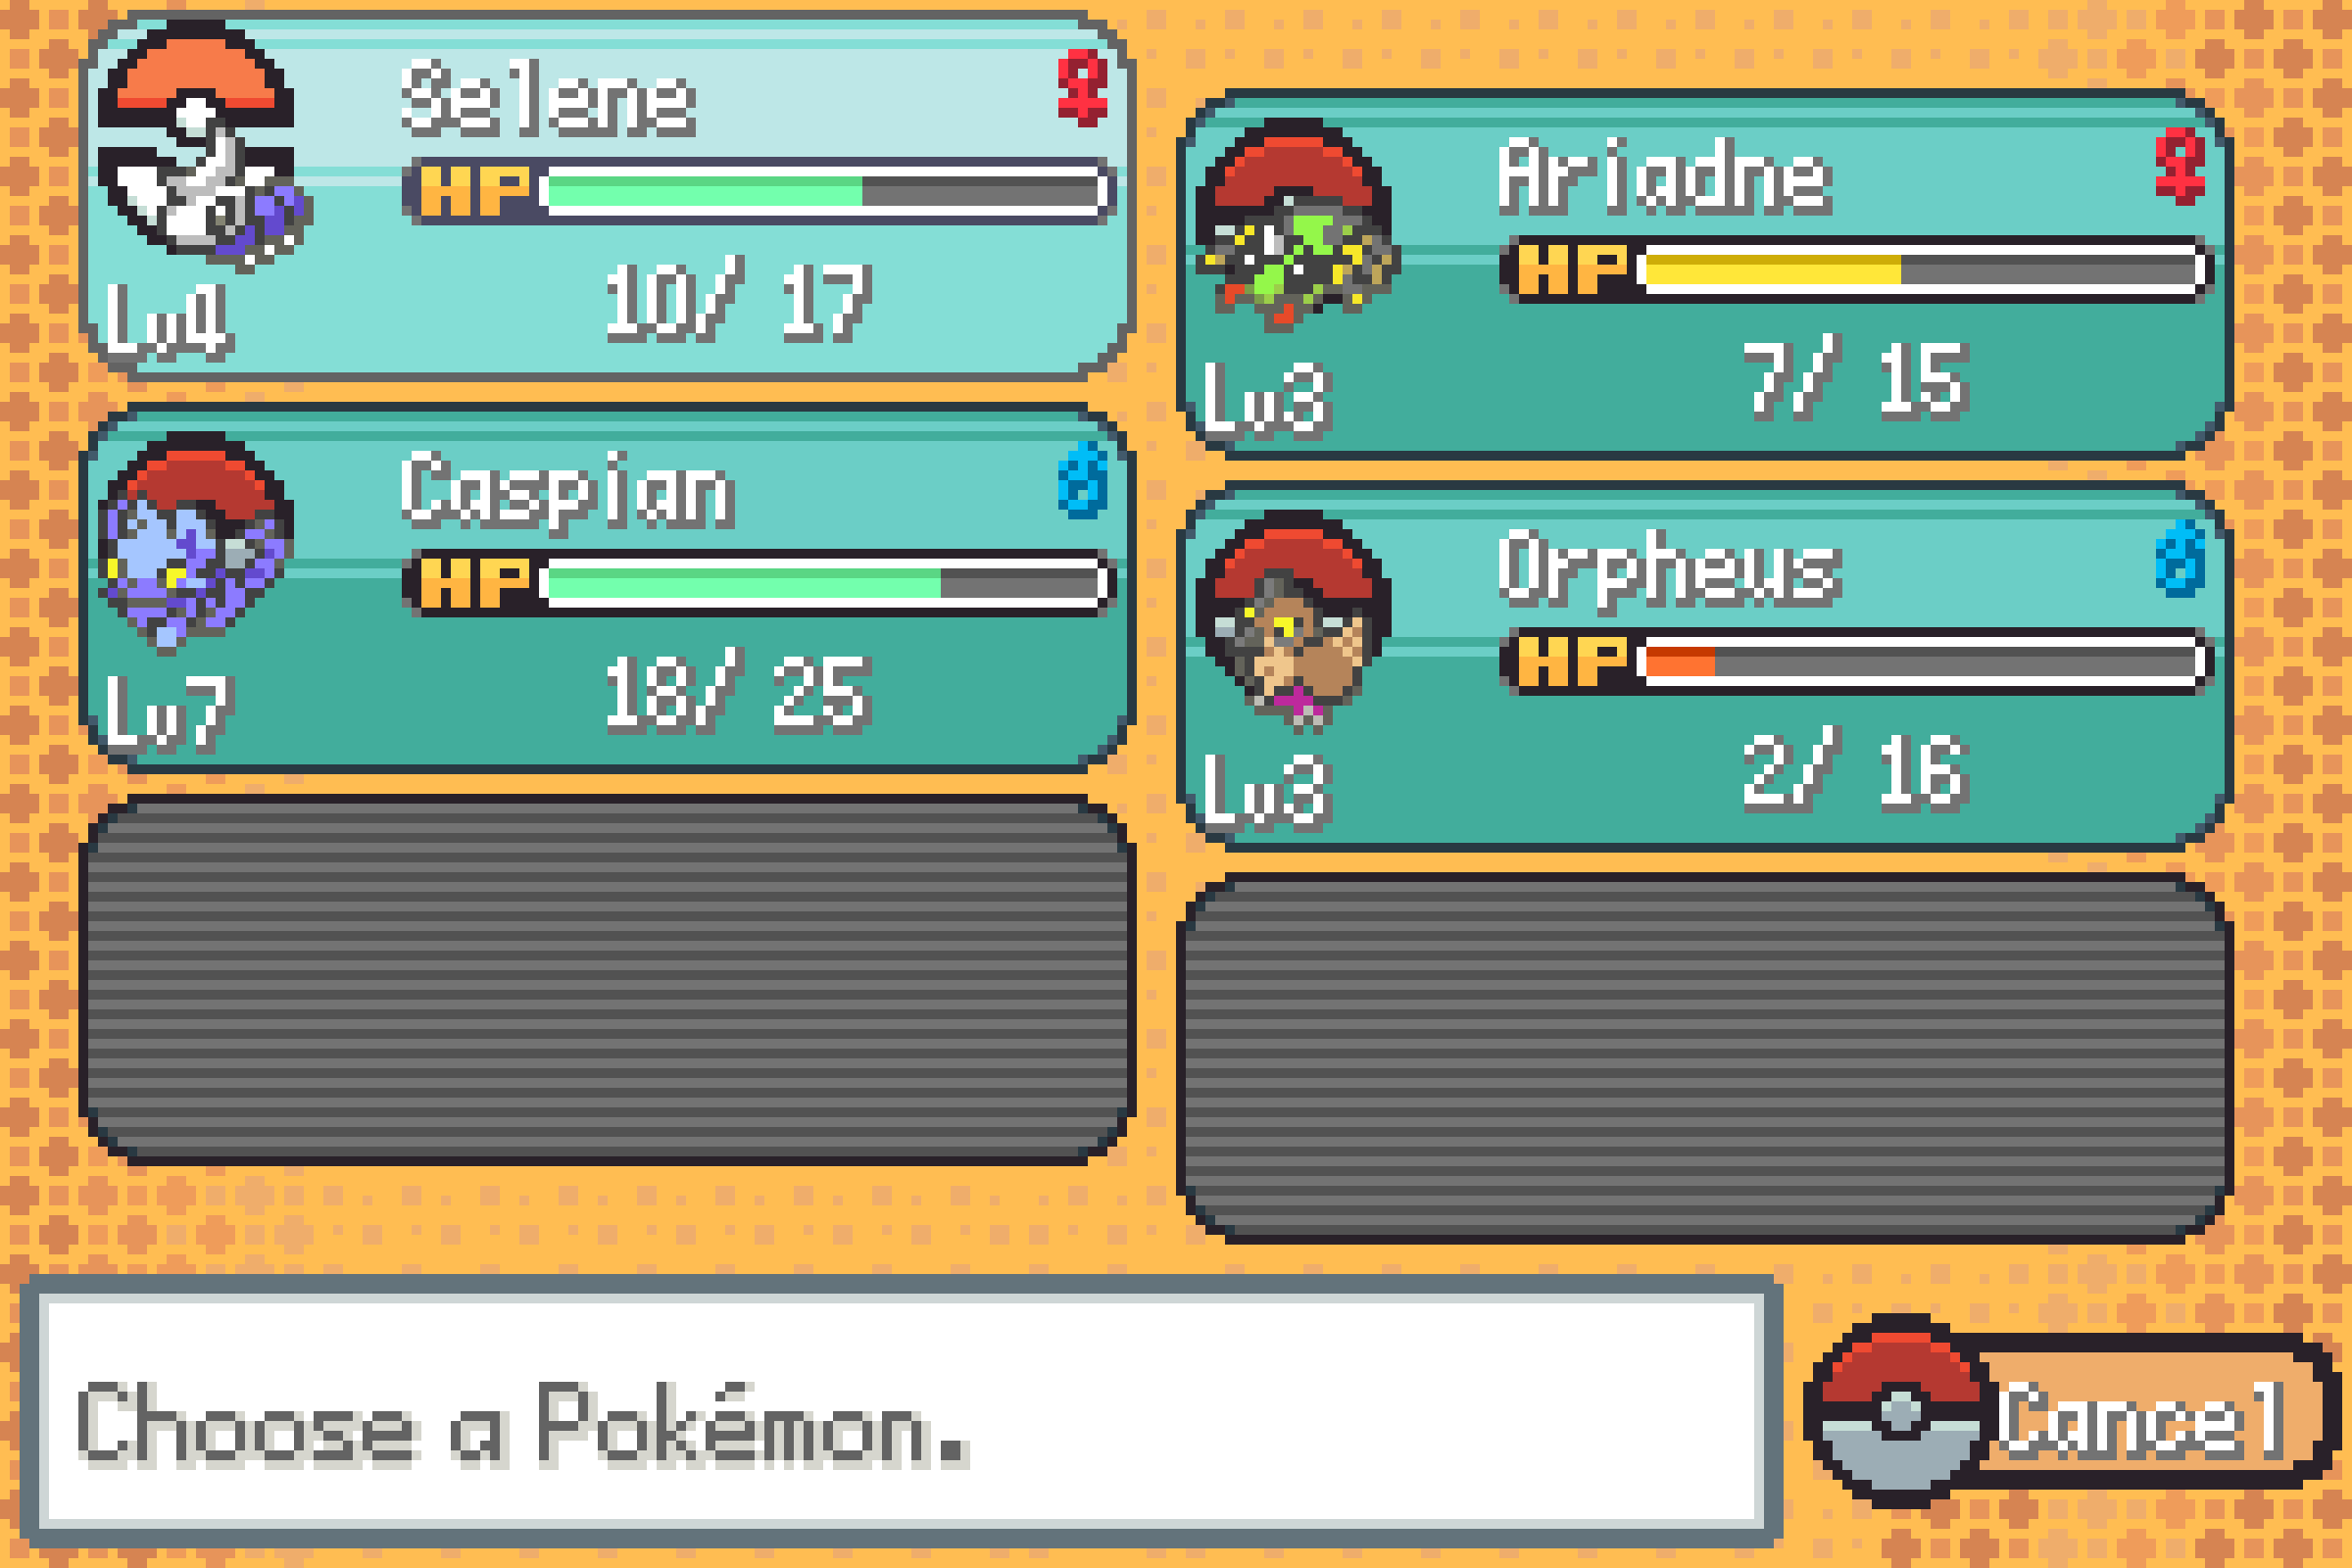 Selene ♀
HP
10/ 17
Lv4
Ariadne ♀
HP
7/ 15
Lv3
Caspian ♂
HP
18/ 25
Lv7
Orpheus ♂
HP
2/ 16
Lv3
Choose a Pokémon.
Cancel